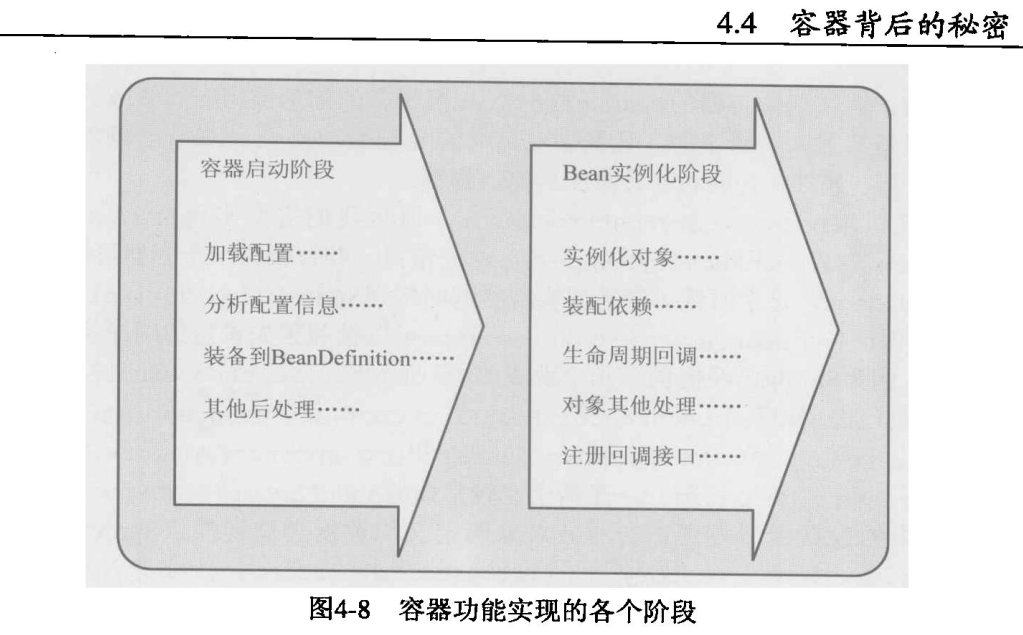 4.4 容器背后的秘密
容器启动阶段
加载配置……
分析配置信息……
装备到BeanDefinition……
其他后处理……
Bean实例化阶段
实例化对象……
装配依赖……
生命周期回调……
对象其他处理……
注册回调接口……
图4-8 容器功能实现的各个阶段